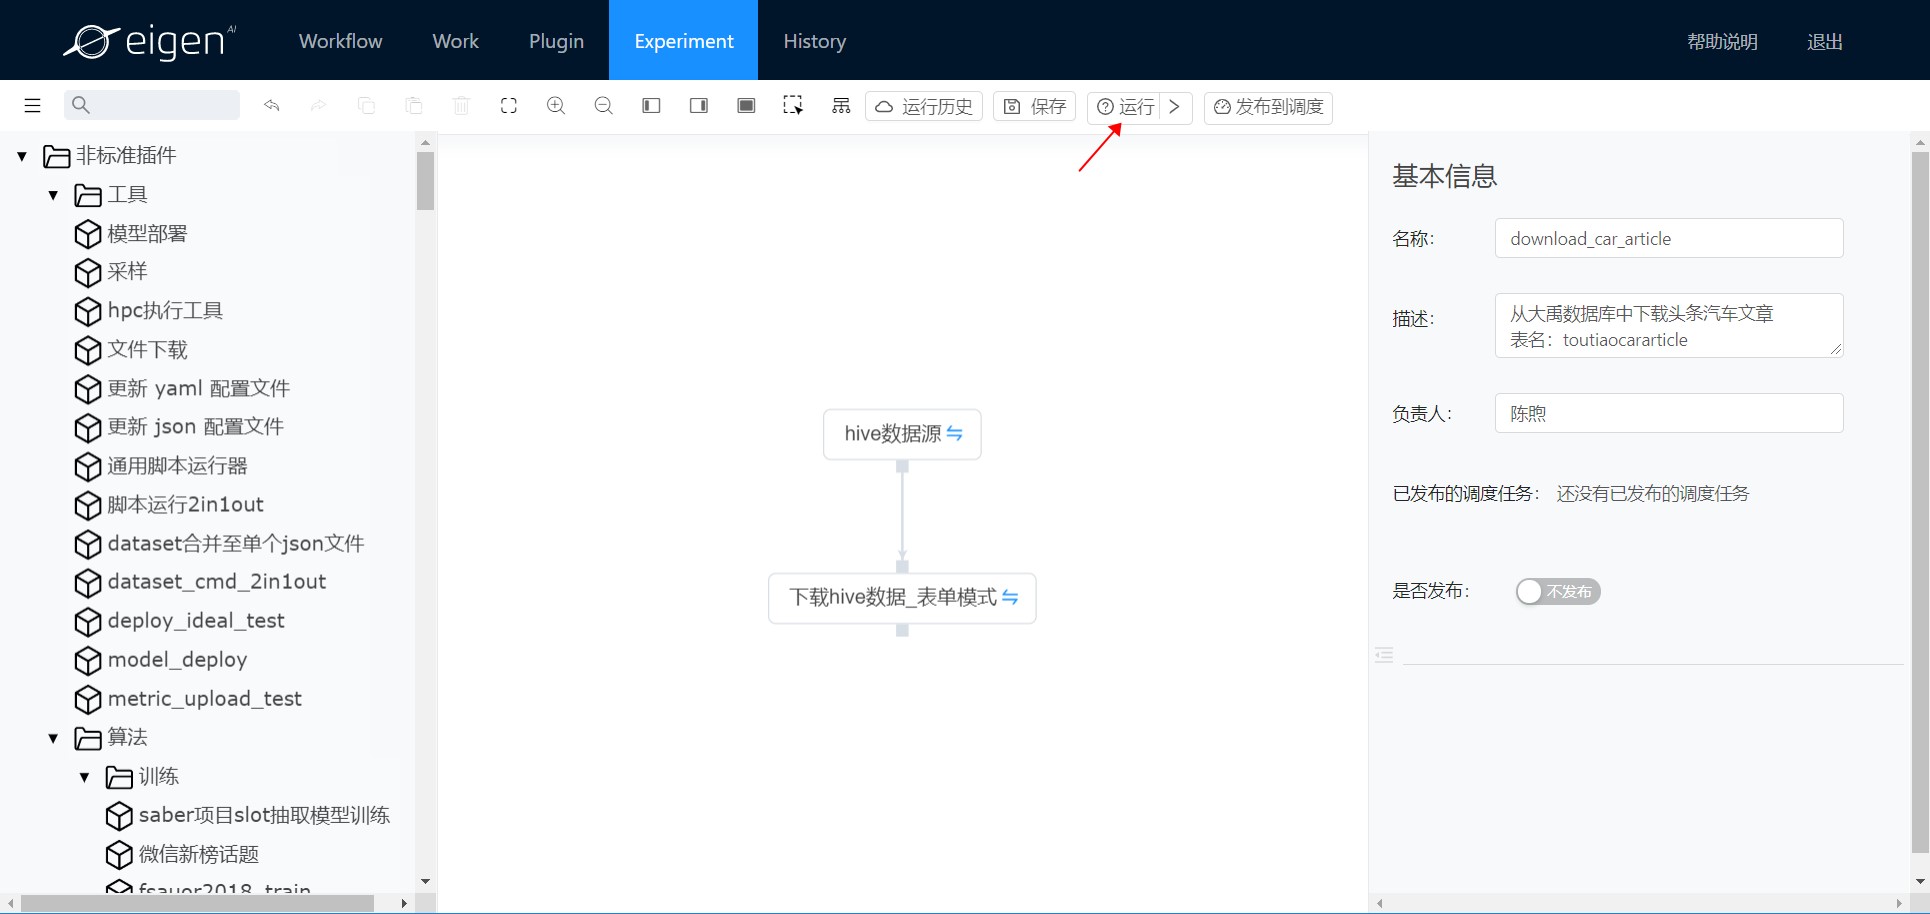 eigen AI
Workflow
Work
Plugin
Experiment
History
帮助说明
退出
运行历史
保存
运行
发布到调度
非标准插件
工具
模型部署
采样
hpc执行工具
文件下载
更新 yaml 配置文件
更新 json 配置文件
通用脚本运行器
脚本运行2in1out
dataset合并至单个json文件
dataset_cmd_2in1out
deploy_ideal_test
model_deploy
metric_upload_test
算法
训练
saber项目slot抽取模型训练
微信新榜话题
fsauor2018_train
hive数据源
下载hive数据_表单模式
基本信息
名称：
download_car_article
描述：
从大禹数据库中下载头条汽车文章
表名：toutiaocararticle
负责人：
陈煦
已发布的调度任务：
还没有已发布的调度任务
是否发布：
不发布